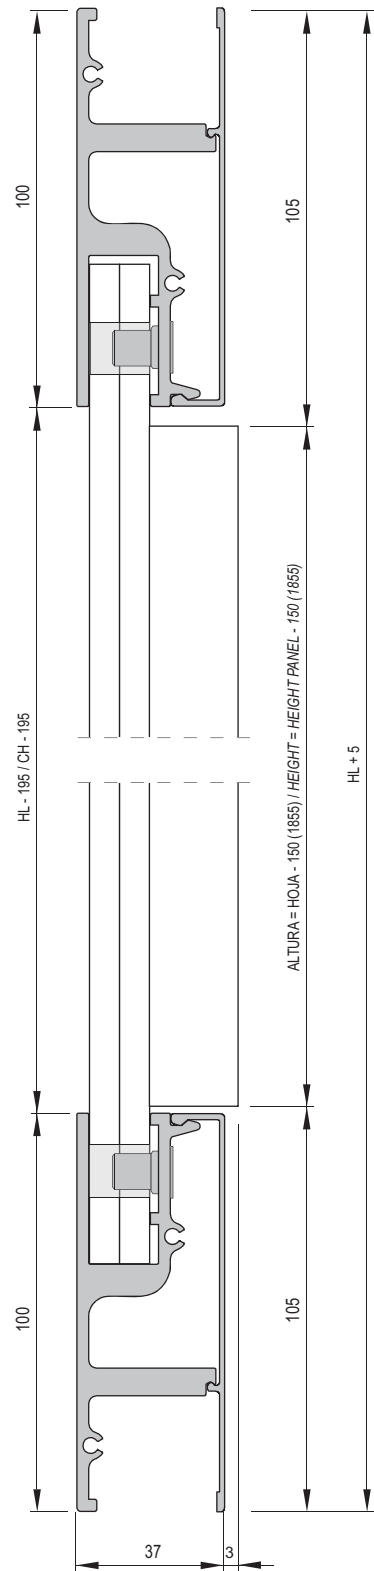 100
105
HL - 195 / CH - 195
ALTURA = HOJA - 150 (1855) / HEIGHT = HEIGHT PANEL - 150 (1855)
HL + 5
100
105
37
3